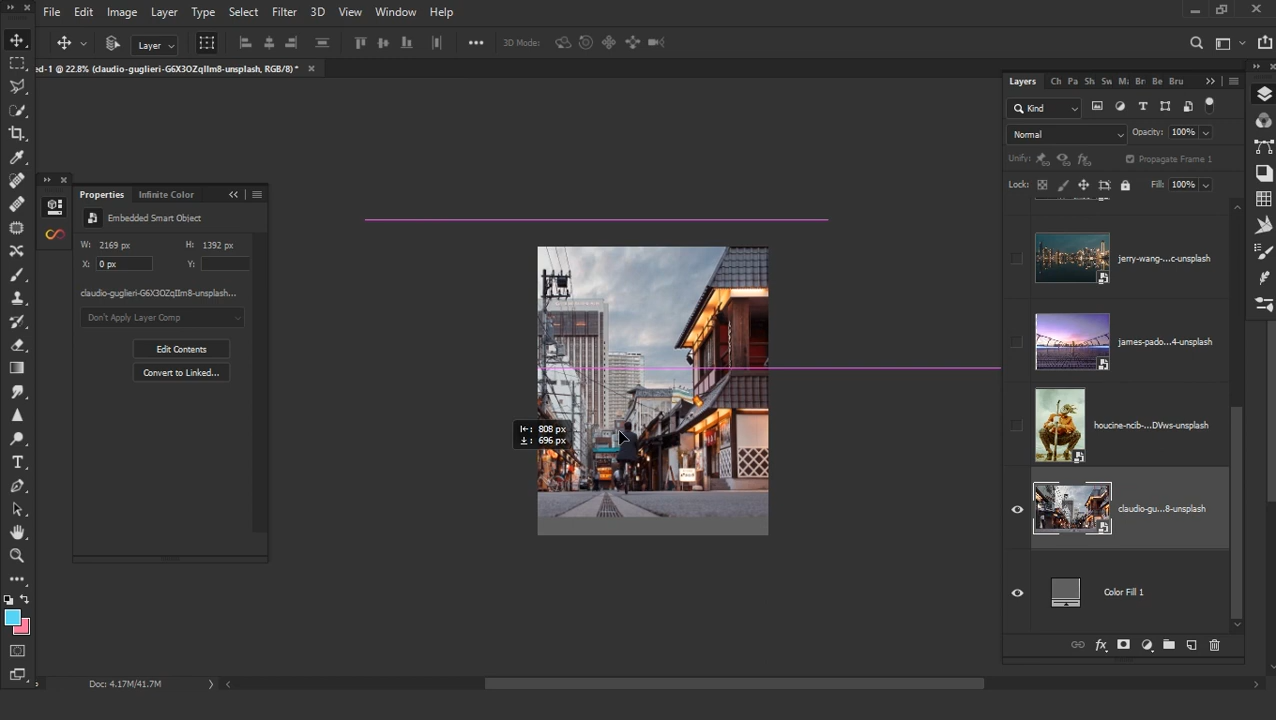 File Edit Image Layer Type Select Filter 3D View Window Help
Layer 3D Mode:
ed-1 @ 22.8% (claudio-guglieri-G6X3OZqIIm8-unsplash, RGB/8) *
Layers Ch Pa Sh Sw Br Be Bru
Kind
Normal Opacity: 100%
Unify: Propagate Frame 1
Lock: Fill: 100%
Properties Infinite Color
Embedded Smart Object
W: 2169 px H: 1392 px
X: 0 px Y:
claudio-guglieri-G6X3OZqIIm8-unsplash...
Don't Apply Layer Comp
Edit Contents
Convert to Linked...
808 px
696 px
jerry-wang-...c-unsplash
james-pado...4-unsplash
houcine-ncib-...DVws-unsplash
claudio-gu...8-unsplash
Color Fill 1
Doc: 4.17M/41.7M